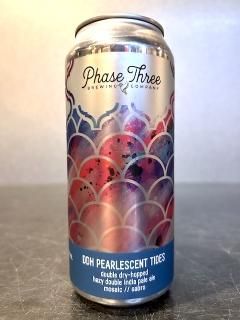 Phase Three
BREWING COMPANY
DDH PEARLESCENT TIDES
double dry-hopped
hazy double india pale ale
mosaic // sabro